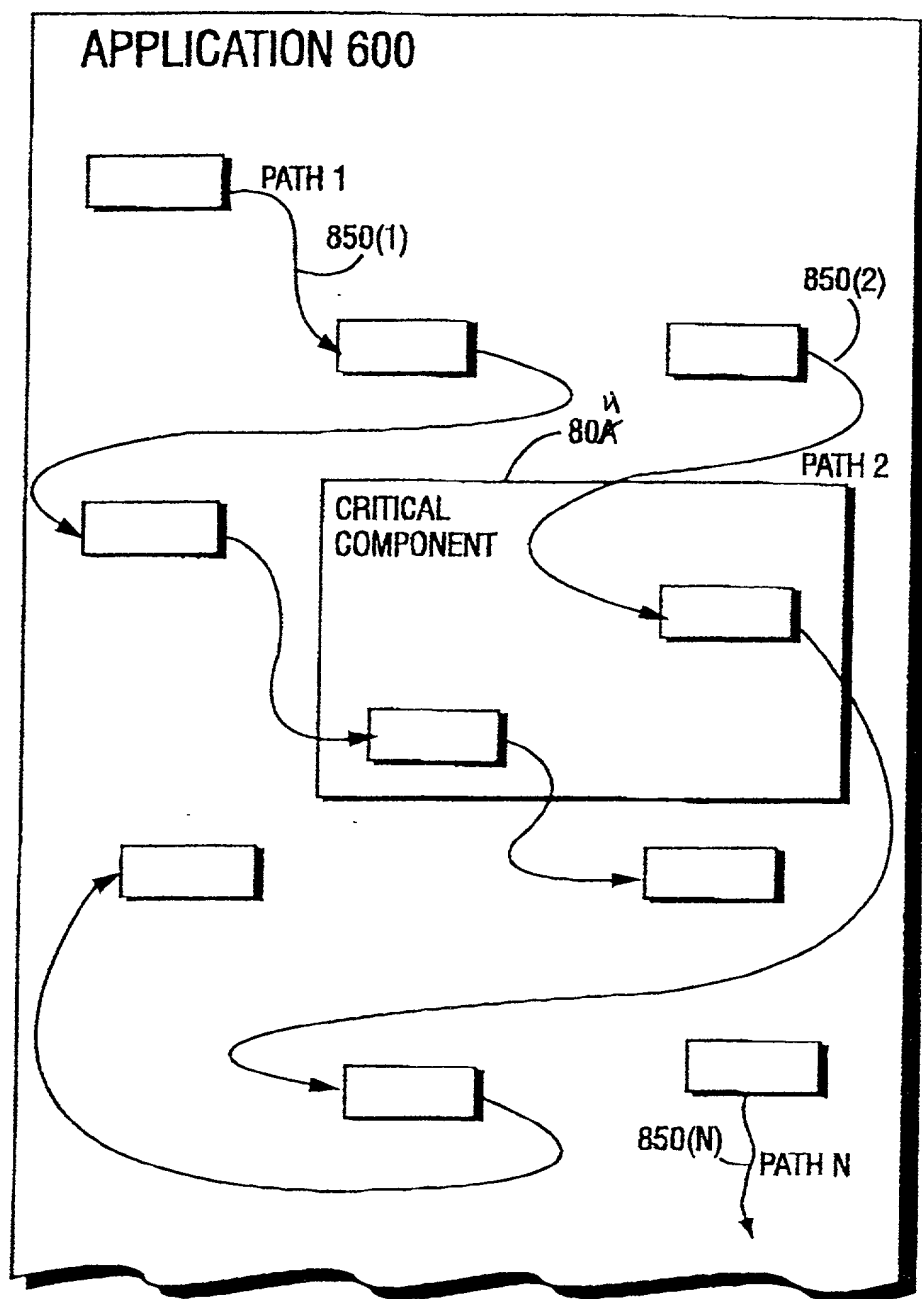 APPLICATION 600
PATH 1
850(1)
850(2)
80A
PATH 2
CRITICAL
COMPONENT
850(N)
PATH N